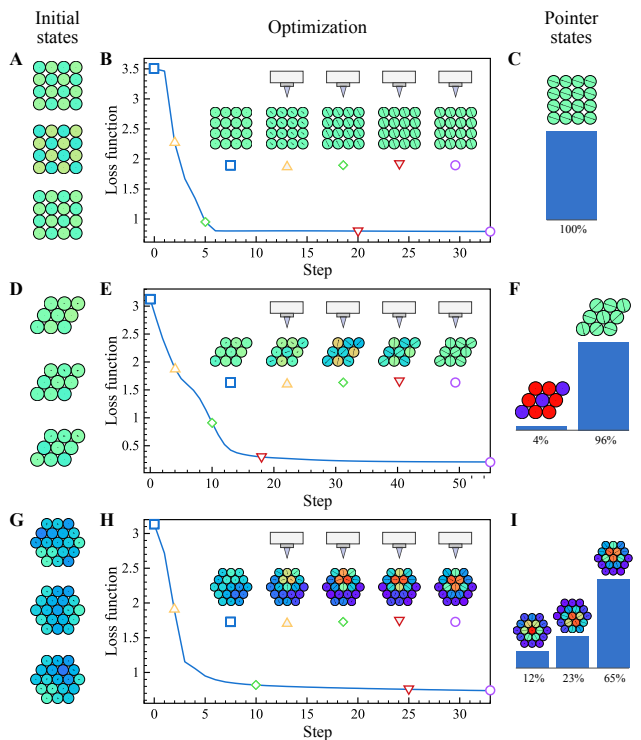 Initial states
Optimization
Pointer states
A
B
C
Loss function
3.5
3
2.5
2
1.5
1
0 5 10 15 20 25 30
Step
100%
D
E
F
Loss function
3
2.5
2
1.5
1
0.5
0 10 20 30 40 50
Step
4% 96%
G
H
I
Loss function
3
2.5
2
1.5
1
0 5 10 15 20 25 30
Step
12% 23% 65%